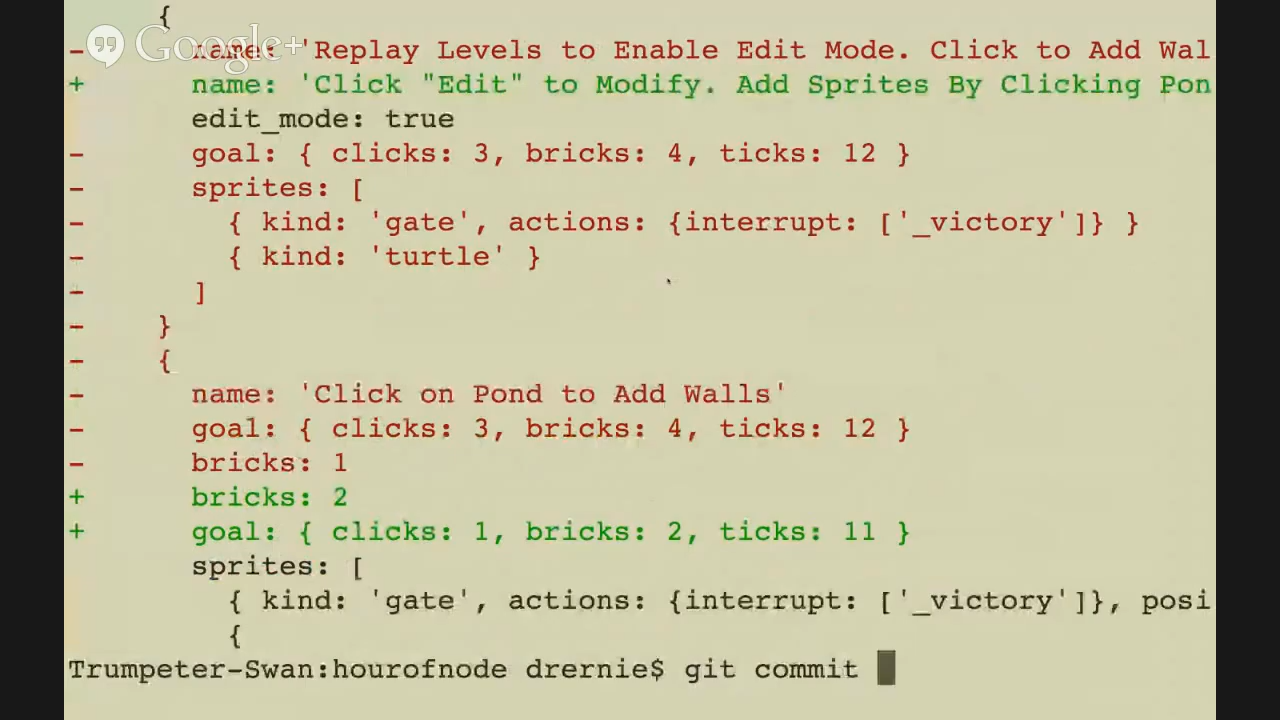 {
Google+
-      name: 'Replay Levels to Enable Edit Mode. Click to Add Wal
+      name: 'Click "Edit" to Modify. Add Sprites By Clicking Pon
edit_mode: true
-      goal: { clicks: 3, bricks: 4, ticks: 12 }
-      sprites: [
-        { kind: 'gate', actions: {interrupt: ['_victory']} }
-        { kind: 'turtle' }
-      ]
-    }
-    {
-      name: 'Click on Pond to Add Walls'
-      goal: { clicks: 3, bricks: 4, ticks: 12 }
-      bricks: 1
+      bricks: 2
+      goal: { clicks: 1, bricks: 2, ticks: 11 }
sprites: [
{ kind: 'gate', actions: {interrupt: ['_victory']}, posi
{
Trumpeter-Swan:hourofnode drernie$ git commit